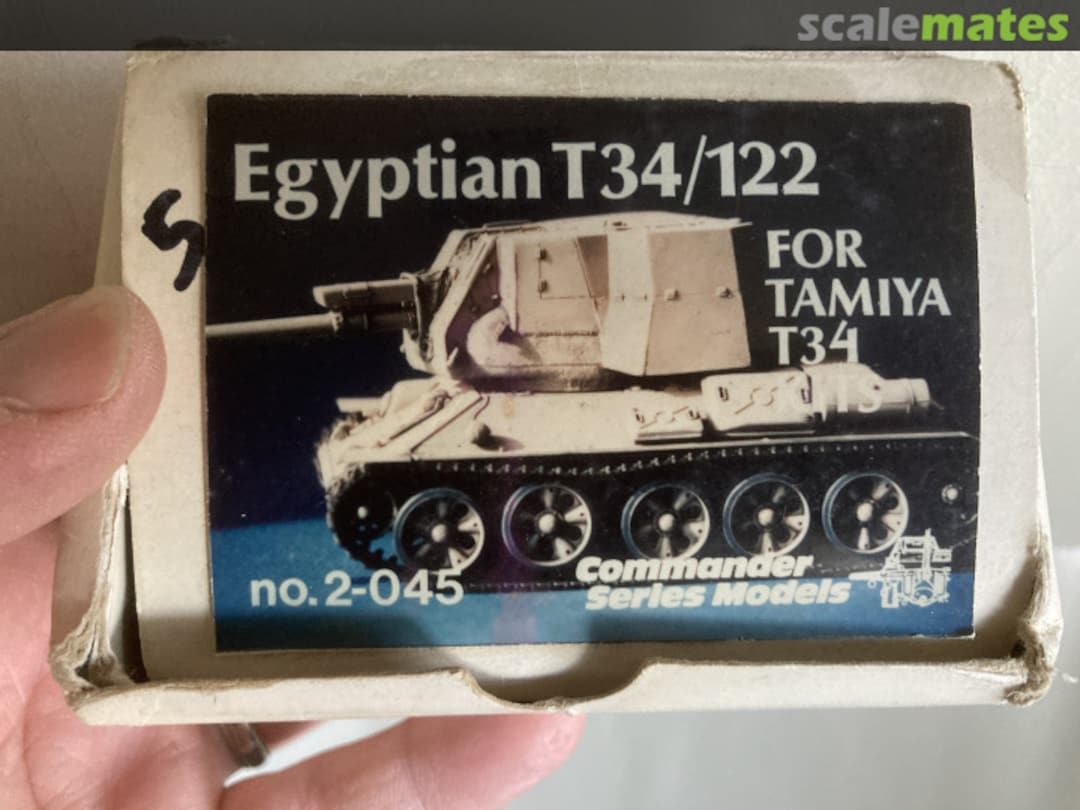 scalemates
Egyptian T34/122
FOR
TAMIYA
T34
no. 2-045
Commander
Series Models
S